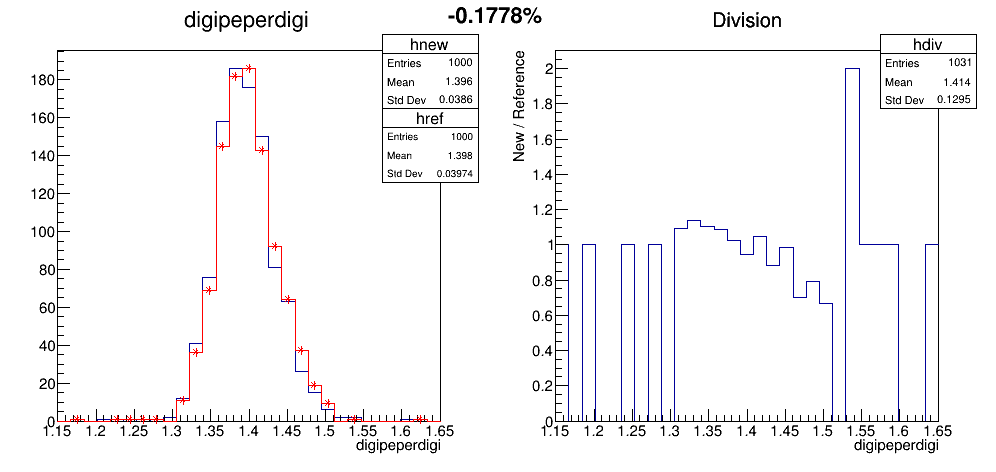 -0.1778%
digipeperdigi
hnew
Entries 1000
Mean 1.396
Std Dev 0.0386
href
Entries 1000
Mean 1.398
Std Dev 0.03974
180
160
140
120
100
80
60
40
20
0
1.15 1.2 1.25 1.3 1.35 1.4 1.45 1.5 1.55 1.6 1.65
digipeperdigi
Division
hdiv
Entries 1031
Mean 1.414
Std Dev 0.1295
New / Reference
2
1.8
1.6
1.4
1.2
1
0.8
0.6
0.4
0.2
0
1.15 1.2 1.25 1.3 1.35 1.4 1.45 1.5 1.55 1.6 1.65
digipeperdigi